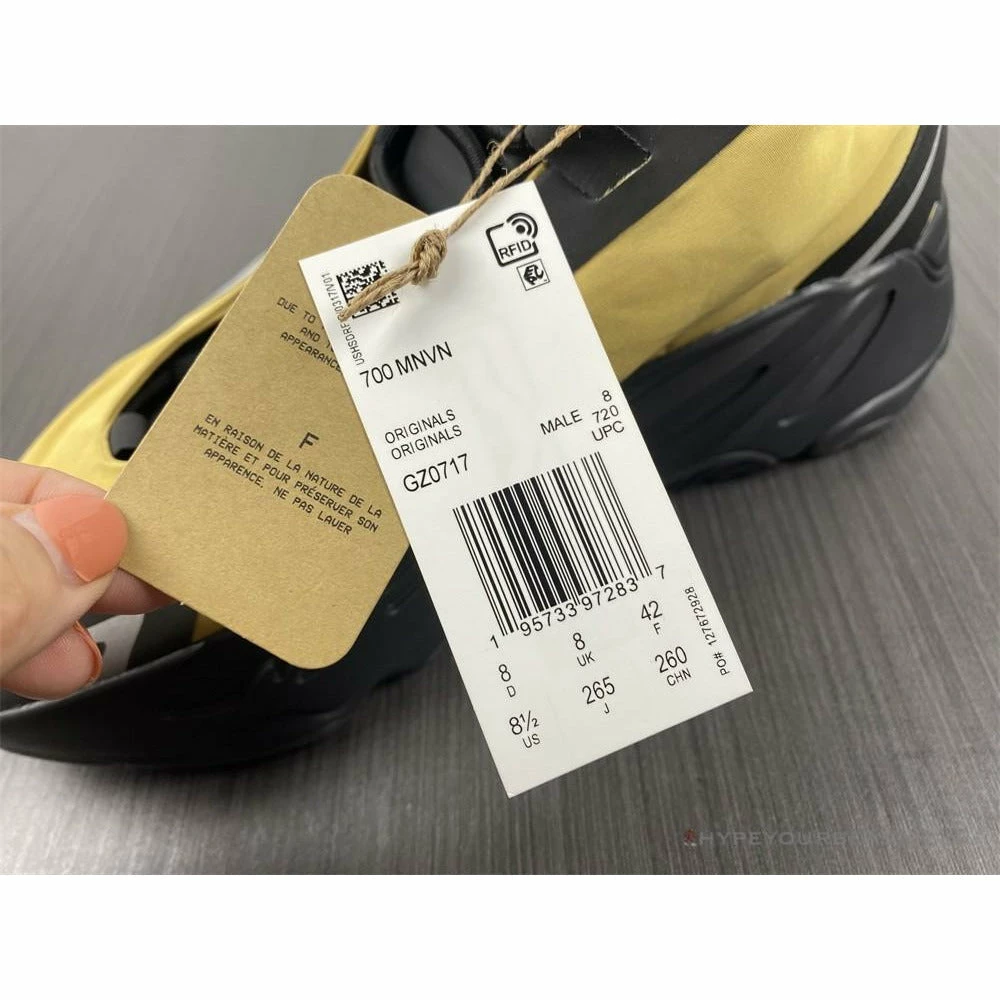 DUE TO
AND
APPEARANCE
F
EN RAISON DE LA NATURE DE LA
MATIÈRE ET POUR PRÉSERVER SON
APPARENCE. NE PAS LAVER
RFID
700 MNVN
ORIGINALS
ORIGINALS
GZ0717
MALE
8
720
UPC
1 95733 97283 7
8
D
8
UK
42
F
8½
US
265
J
260
CHN
PO# 127672928
HYPEYOUR